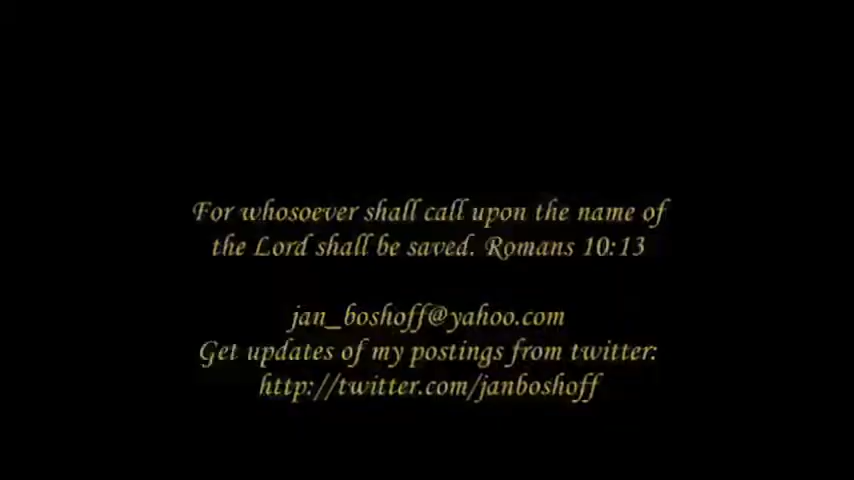 For whosoever shall call upon the name of
the Lord shall be saved. Romans 10:13
jan_boshoff@yahoo.com
Get updates of my postings from twitter:
http://twitter.com/janboshoff